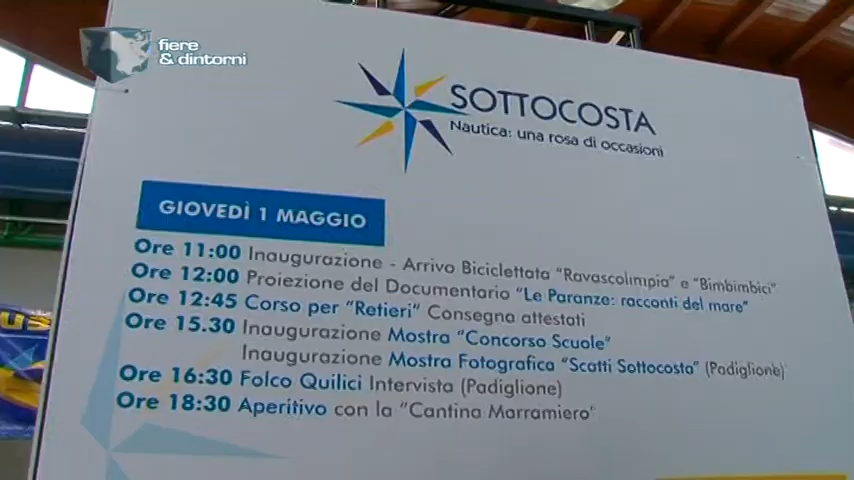 fiere
& dintorni
SOTTOCOSTA
Nautica: una rosa di occasioni
GIOVEDÌ 1 MAGGIO
Ore 11:00 Inaugurazione - Arrivo Biciclettata "Ravascolimpia" e "Bimbimbici"
Ore 12:00 Proiezione del Documentario "Le Paranze: racconti del mare"
Ore 12:45 Corso per "Retieri" Consegna attestati
Ore 15.30 Inaugurazione Mostra "Concorso Scuole"
Inaugurazione Mostra Fotografica "Scatti Sottocosta" (Padiglione)
Ore 16:30 Folco Quilici Intervista (Padiglione)
Ore 18:30 Aperitivo con la "Cantina Marramiero"